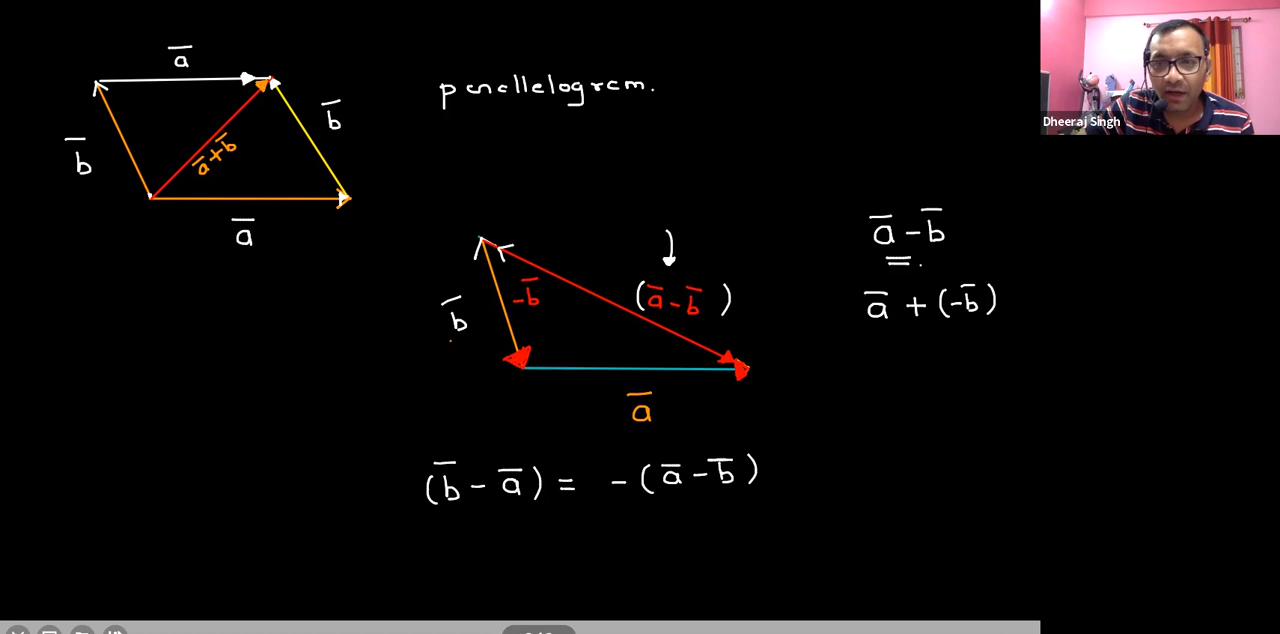 a̅
b̅
a̅+b̅
b̅
a̅
parallelogram.
Dheeraj Singh
b̅
-b̅
(a̅ - b̅)
a̅
a̅ - b̅
=.
a̅ + (-b̅)
(b̅ - a̅) = -(a̅ - b̅)